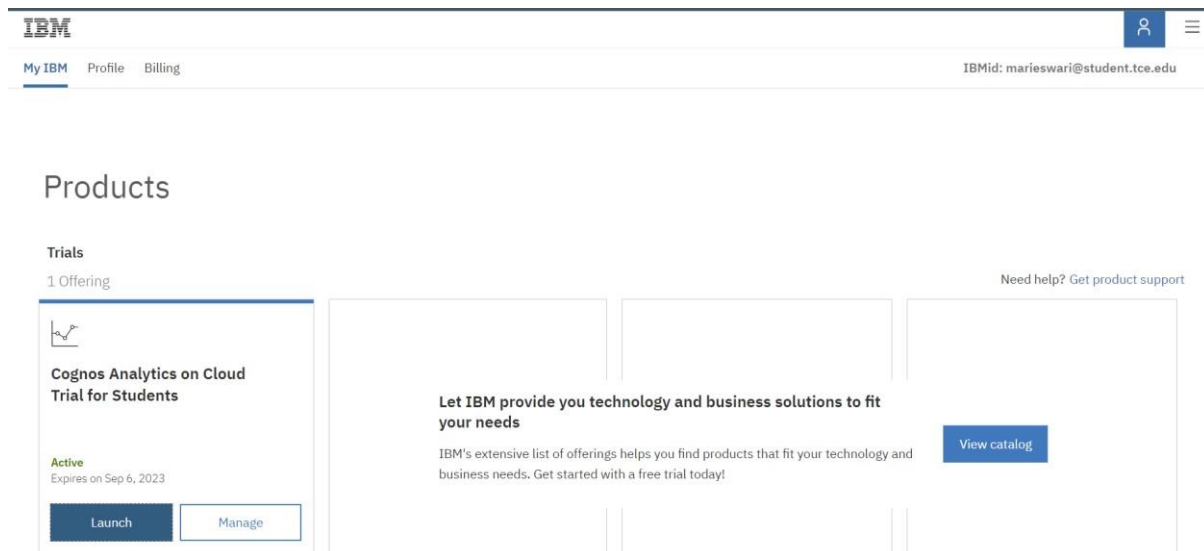 IBM
My IBM Profile Billing
IBMid: marieswari@student.tce.edu
Products
Trials
1 Offering
Need help? Get product support
Cognos Analytics on Cloud
Trial for Students
Active
Expires on Sep 6, 2023
Launch Manage
Let IBM provide you technology and business solutions to fit
your needs
IBM's extensive list of offerings helps you find products that fit your technology and
business needs. Get started with a free trial today!
View catalog